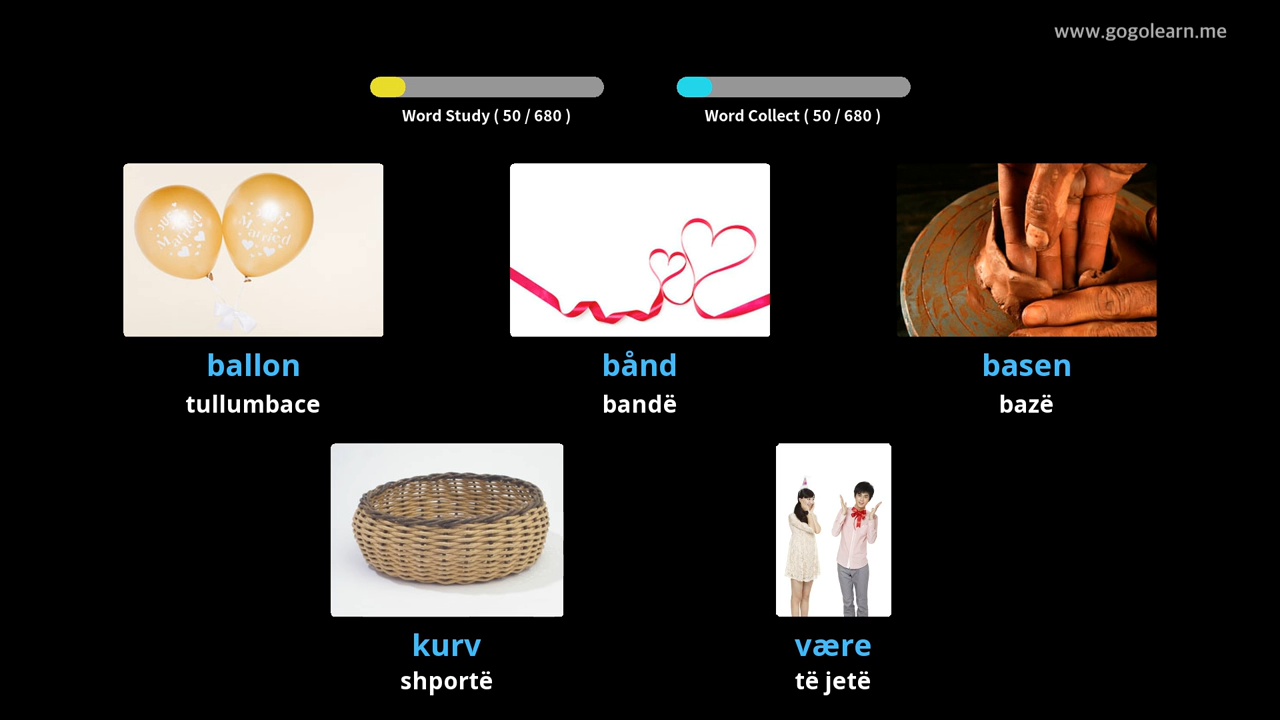 www.gogolearn.me
Word Study ( 50 / 680 )
Word Collect ( 50 / 680 )
ballon
bånd
basen
tullumbace
bandë
bazë
kurv
være
shportë
të jetë